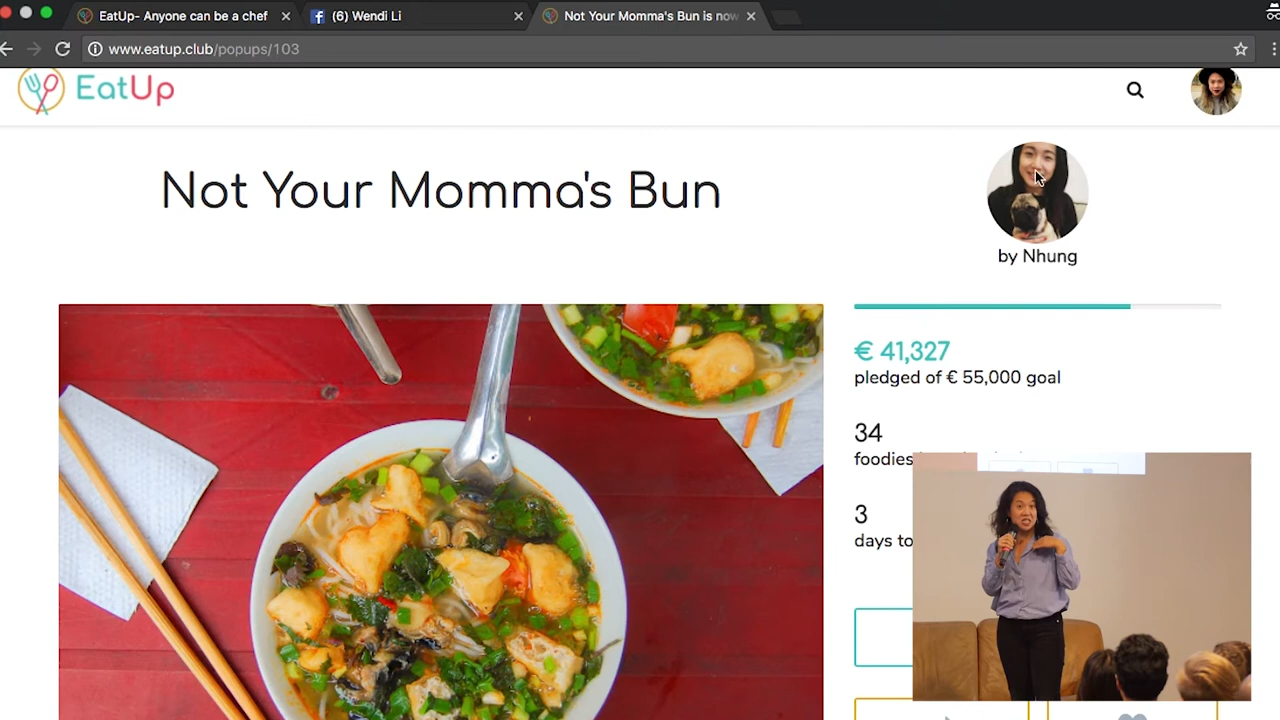 EatUp- Anyone can be a chef
(6) Wendi Li
Not Your Momma's Bun is now
www.eatup.club/popups/103
EatUp
Not Your Momma's Bun
by Nhung
€ 41,327
pledged of € 55,000 goal
34
foodies
3
days to